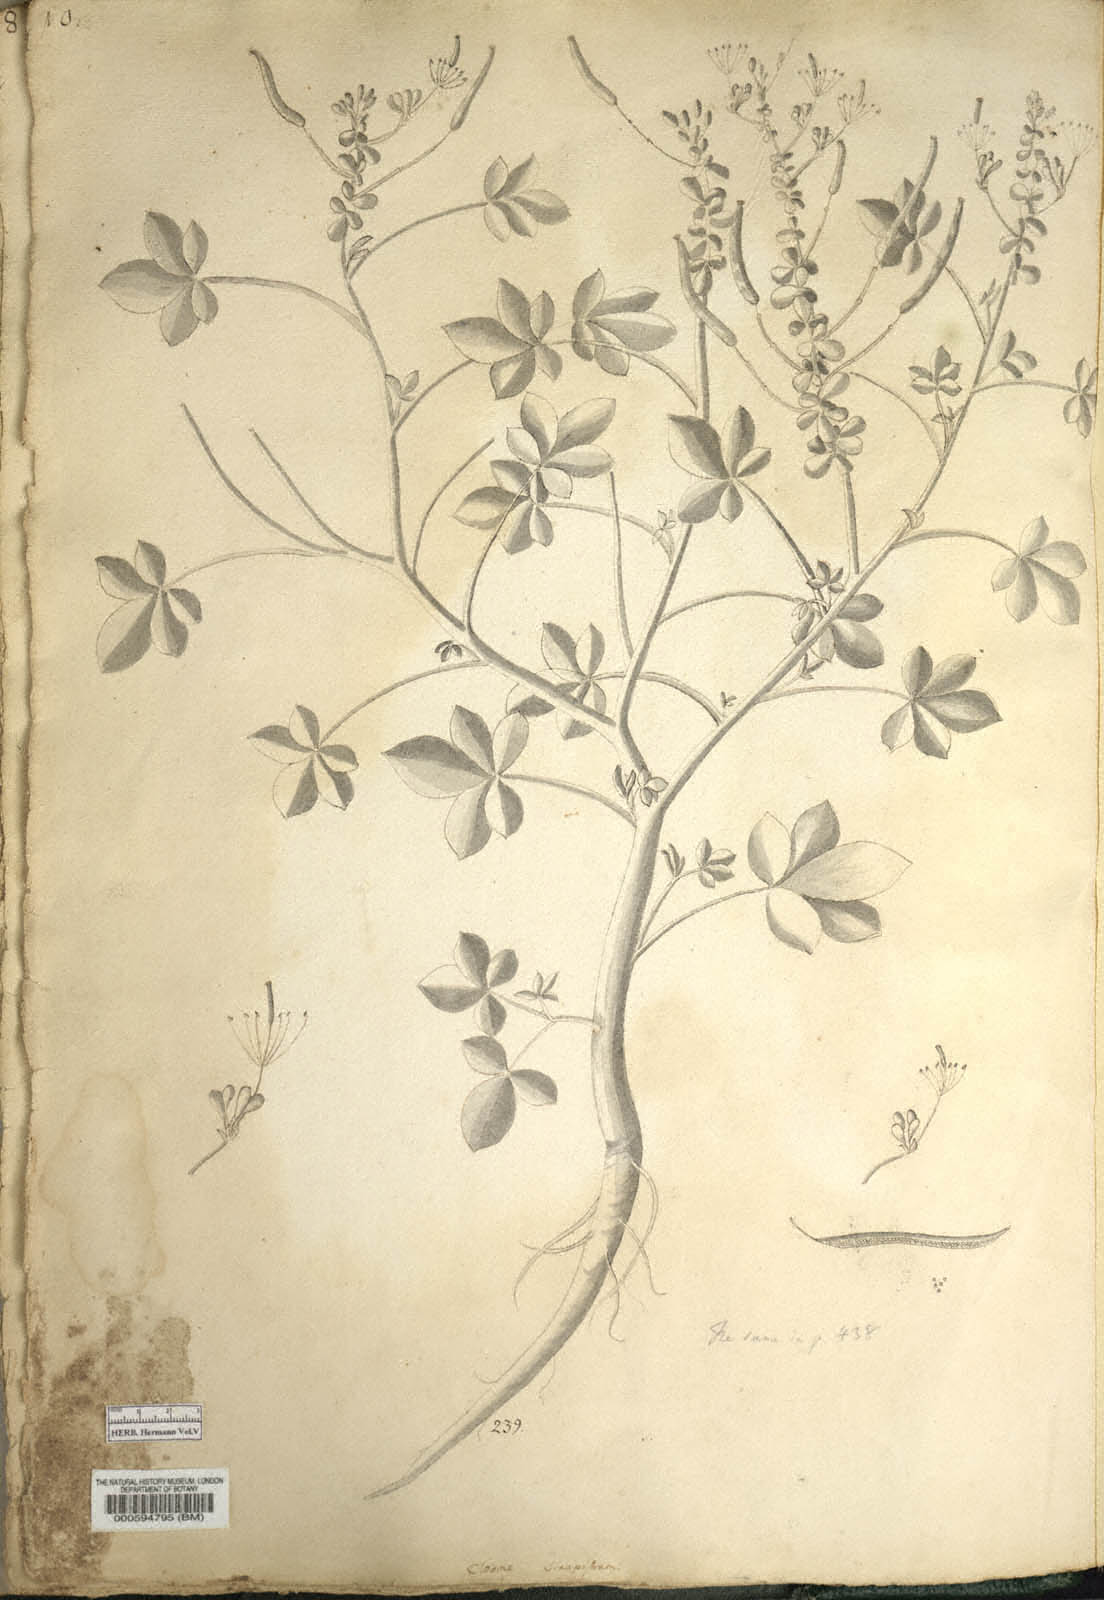 8 10.
The same in p. 438
239.
HERB. Hermann Vol.V
THE NATURAL HISTORY MUSEUM, LONDON
DEPARTMENT OF BOTANY
000594795 (BM)
Cleome